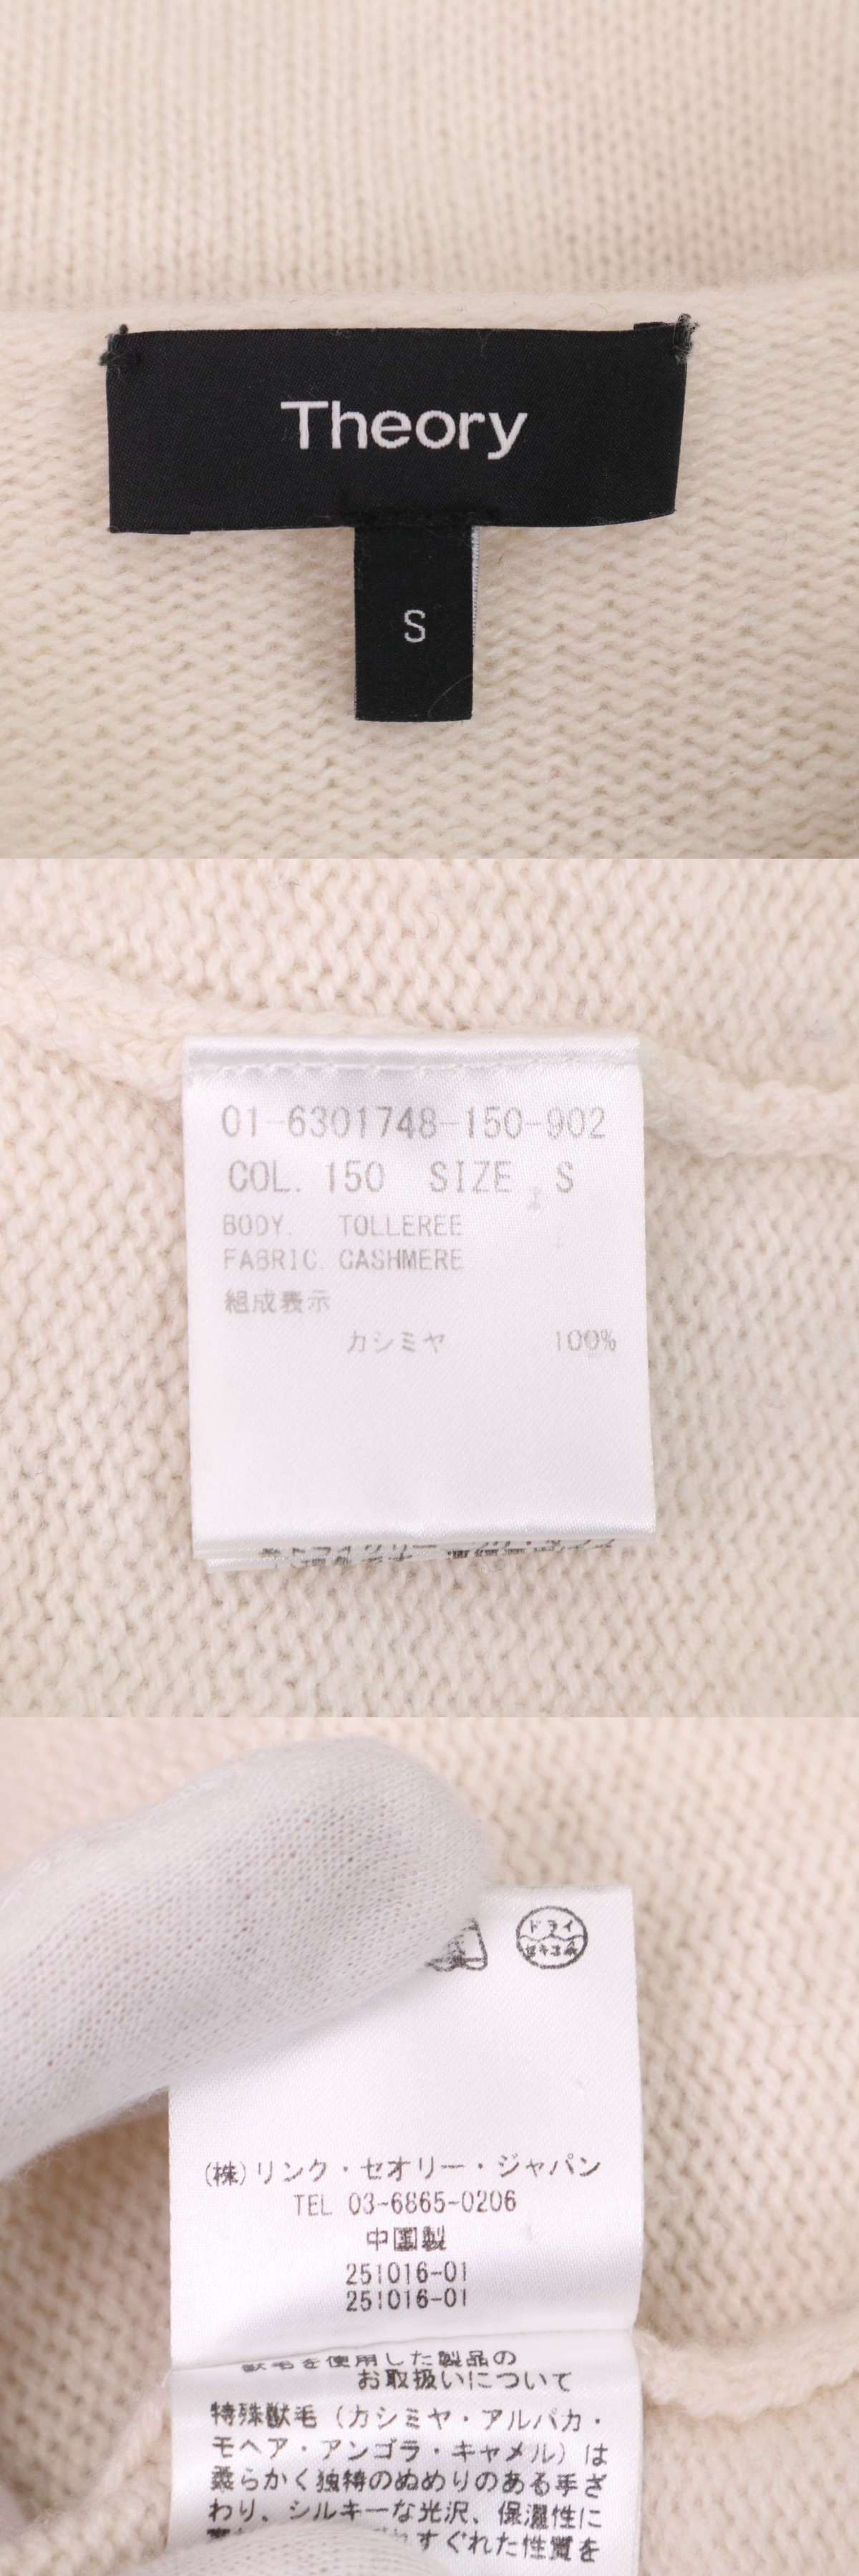 Theory
S
01-6301748-150-902
COL. 150 SIZE S
BODY. TOLLEREE
FABRIC. CASHMERE
組成表示
カシミヤ 100%
ドライ
セキユ系
(株)リンク・セオリー・ジャパン
TEL 03-6865-0206
中国製
251016-01
251016-01
獣毛を使用した製品の
お取扱いについて
特殊獣毛(カシミヤ・アルパカ・
モヘア・アンゴラ・キャメル)は
柔らかく独特のぬめりのある手ざ
わり、シルキーな光沢、保温性に
すぐれた性質を